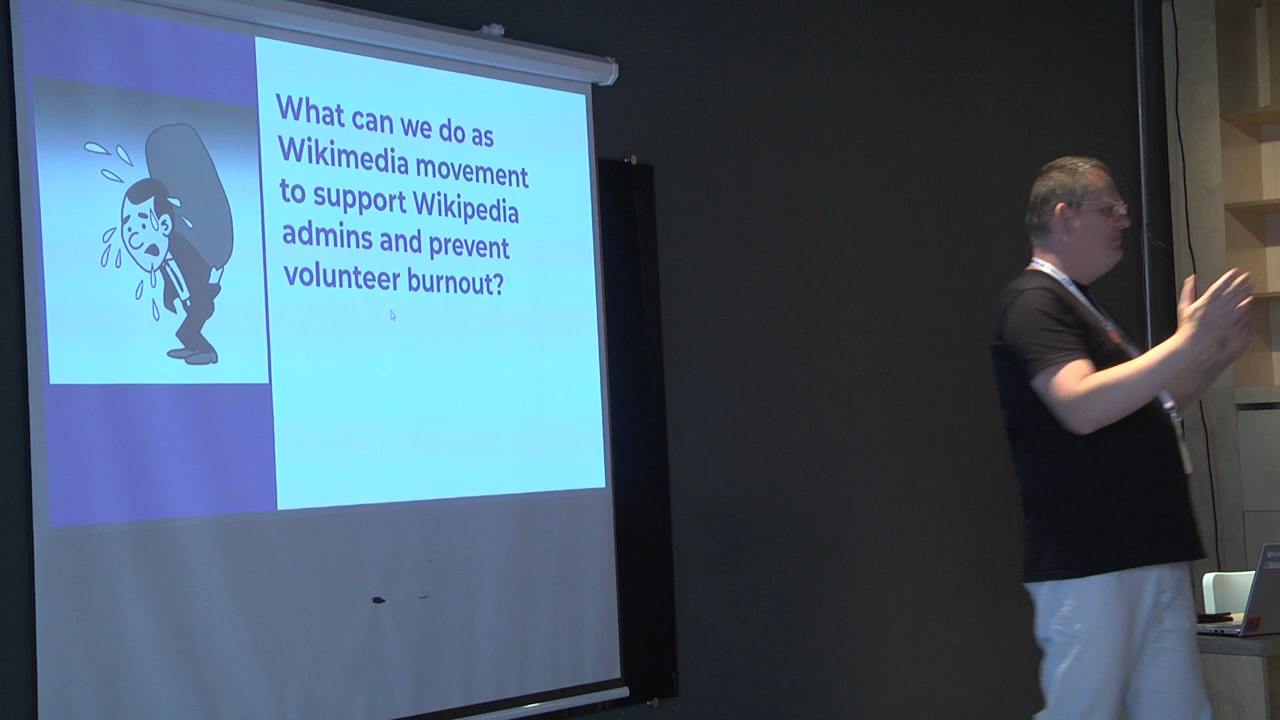 What can we do as
Wikimedia movement
to support Wikipedia
admins and prevent
volunteer burnout?